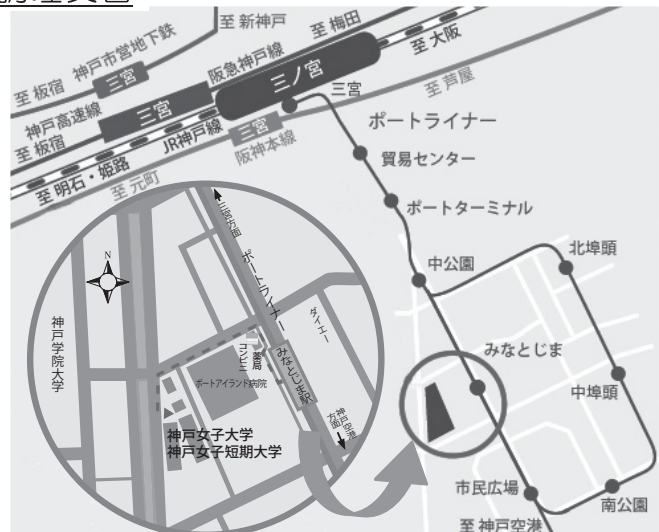 至 新神戸
神戸市営地下鉄
至 梅田
阪急神戸線
至 大阪
至 板宿
三宮
三ノ宮
三宮
三宮
神戸高速線
至 板宿
JR神戸線
三宮
阪神本線
至 芦屋
至 明石・姫路
至 元町
ポートライナー
貿易センター
ポートターミナル
中公園
北埠頭
みなとじま
中埠頭
市民広場
南公園
至 神戸空港
三宮方面
ポートライナー
N
神戸学院大学
ダイエー
薬局
コンビニ
みなとじま駅
ポートアイランド病院
神戸女子大学
神戸女子短期大学
神戸空港
方面